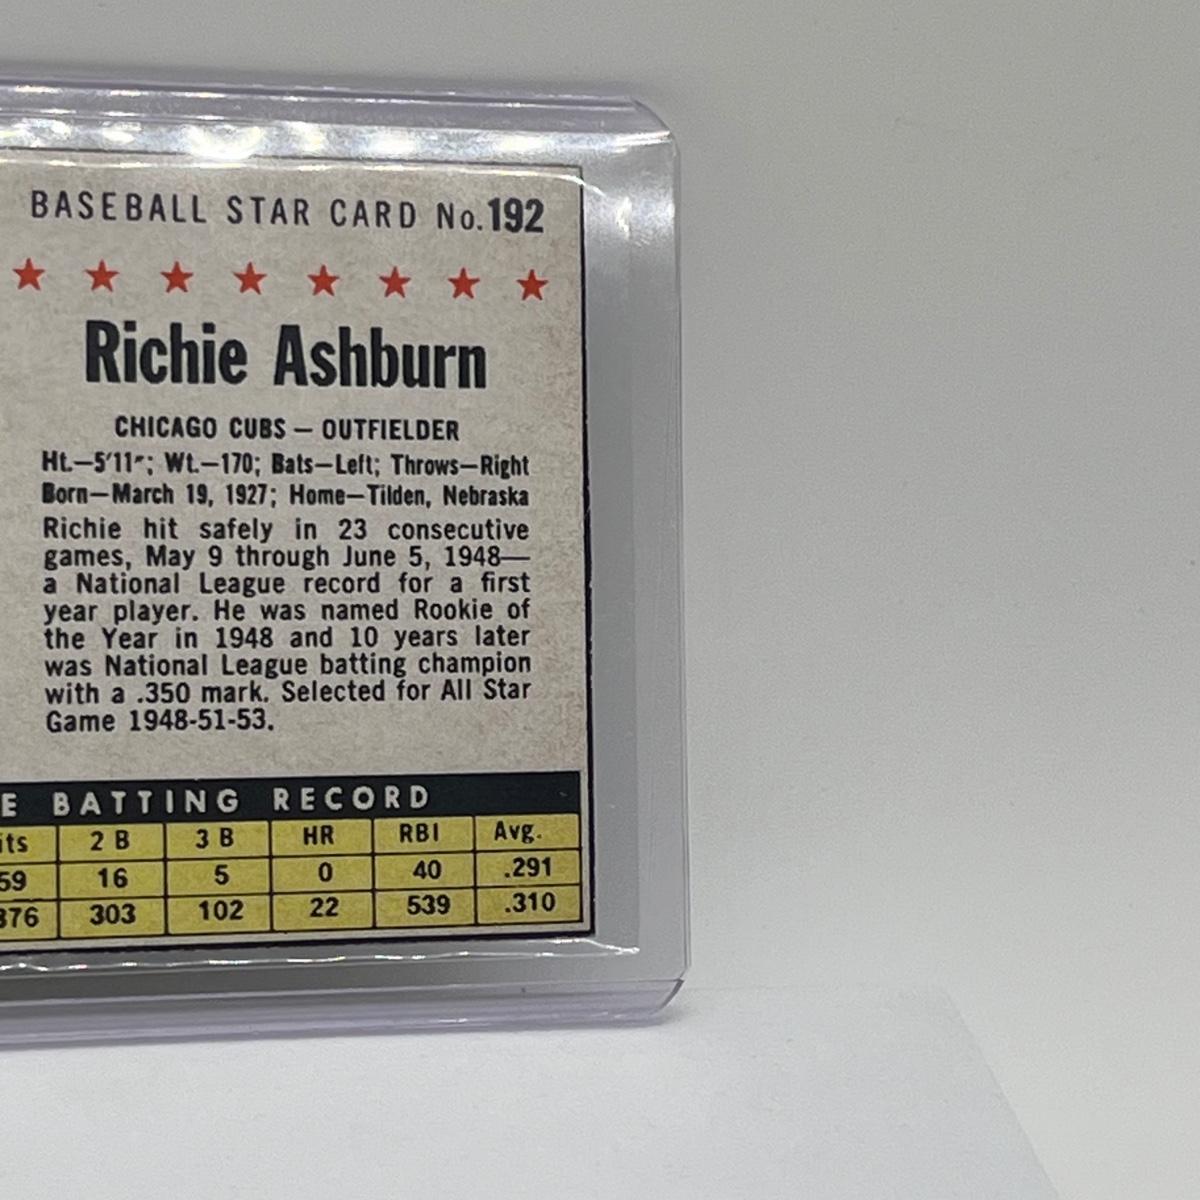 BASEBALL STAR CARD No.192
Richie Ashburn
CHICAGO CUBS — OUTFIELDER
Ht.—5'11"; Wt.—170; Bats—Left; Throws—Right
Born—March 19, 1927; Home—Tilden, Nebraska
Richie hit safely in 23 consecutive
games, May 9 through June 5, 1948—
a National League record for a first
year player. He was named Rookie of
the Year in 1948 and 10 years later
was National League batting champion
with a .350 mark. Selected for All Star
Game 1948-51-53.
E BATTING RECORD
its 2 B 3 B HR RBI Avg.
59 16 5 0 40 .291
376 303 102 22 539 .310